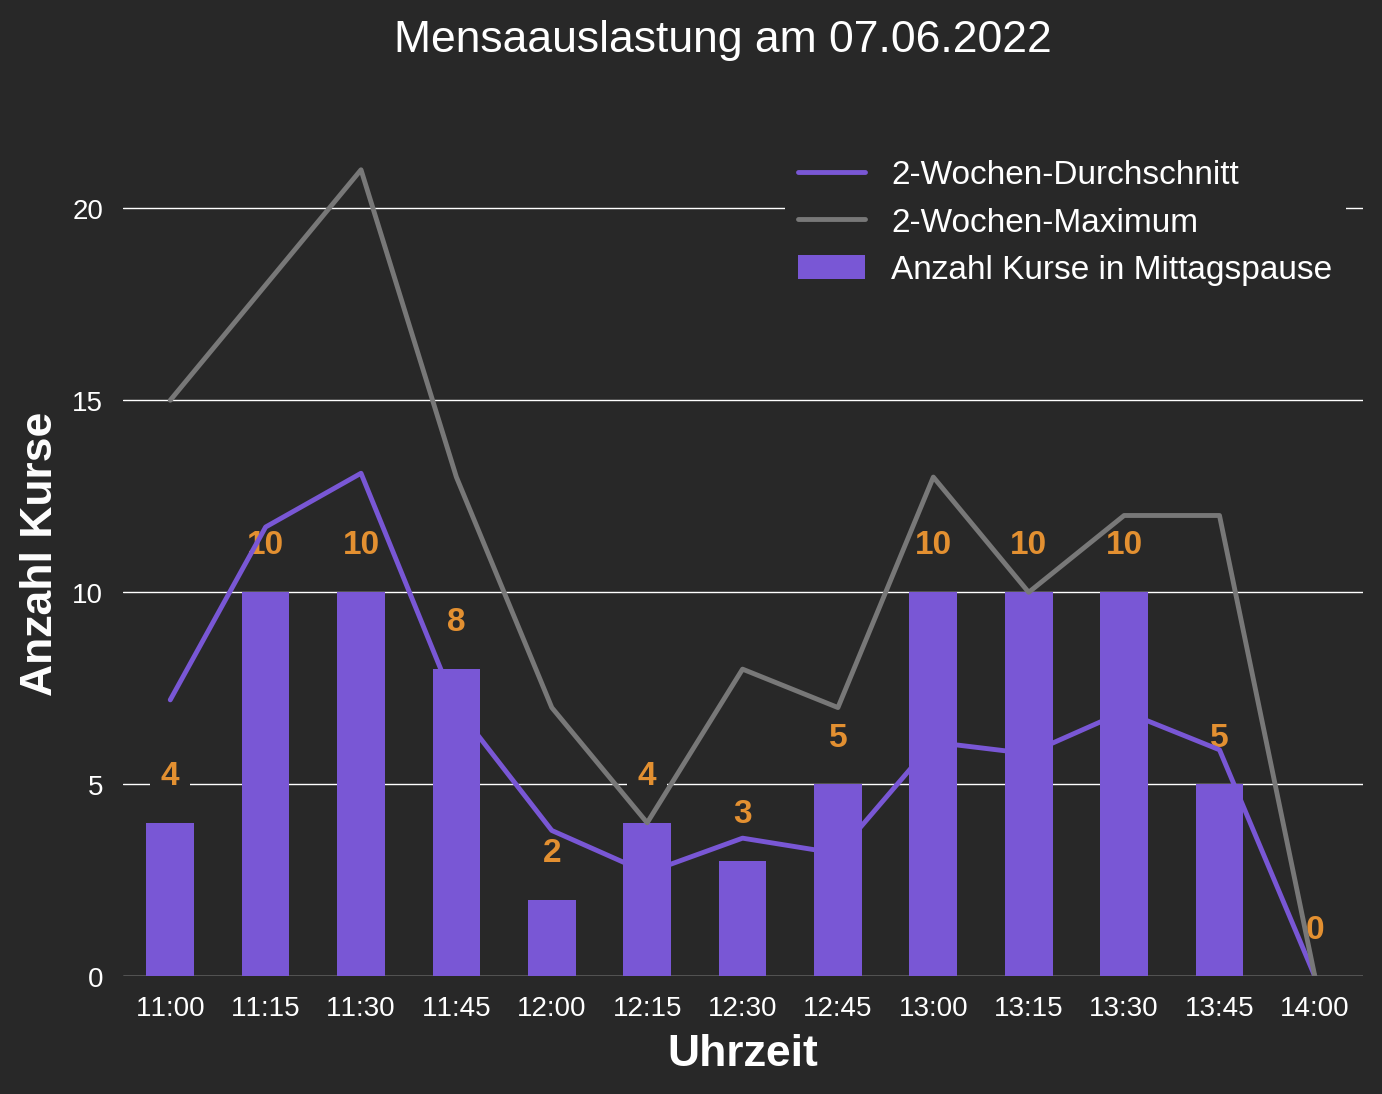 Mensaauslastung am 07.06.2022
2-Wochen-Durchschnitt
2-Wochen-Maximum
Anzahl Kurse in Mittagspause
Anzahl Kurse
20
15
10
5
0
4
10
10
8
2
4
3
5
10
10
10
5
0
11:00 11:15 11:30 11:45 12:00 12:15 12:30 12:45 13:00 13:15 13:30 13:45 14:00
Uhrzeit